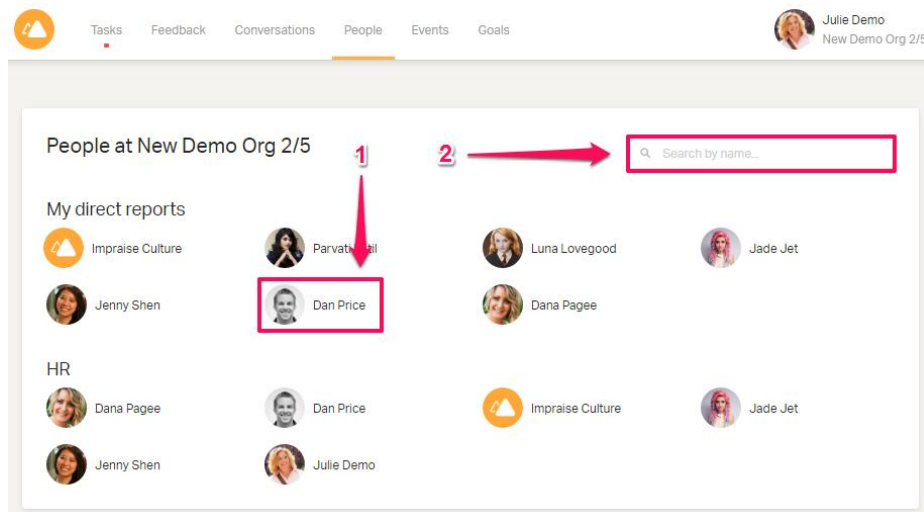 Tasks Feedback Conversations People Events Goals
Julie Demo
New Demo Org 2/5
People at New Demo Org 2/5
1
2
Search by name...
My direct reports
Impraise Culture
Luna Lovegood
Jade Jet
Jenny Shen
Dan Price
Dana Pagee
HR
Dana Pagee
Dan Price
Impraise Culture
Jade Jet
Jenny Shen
Julie Demo